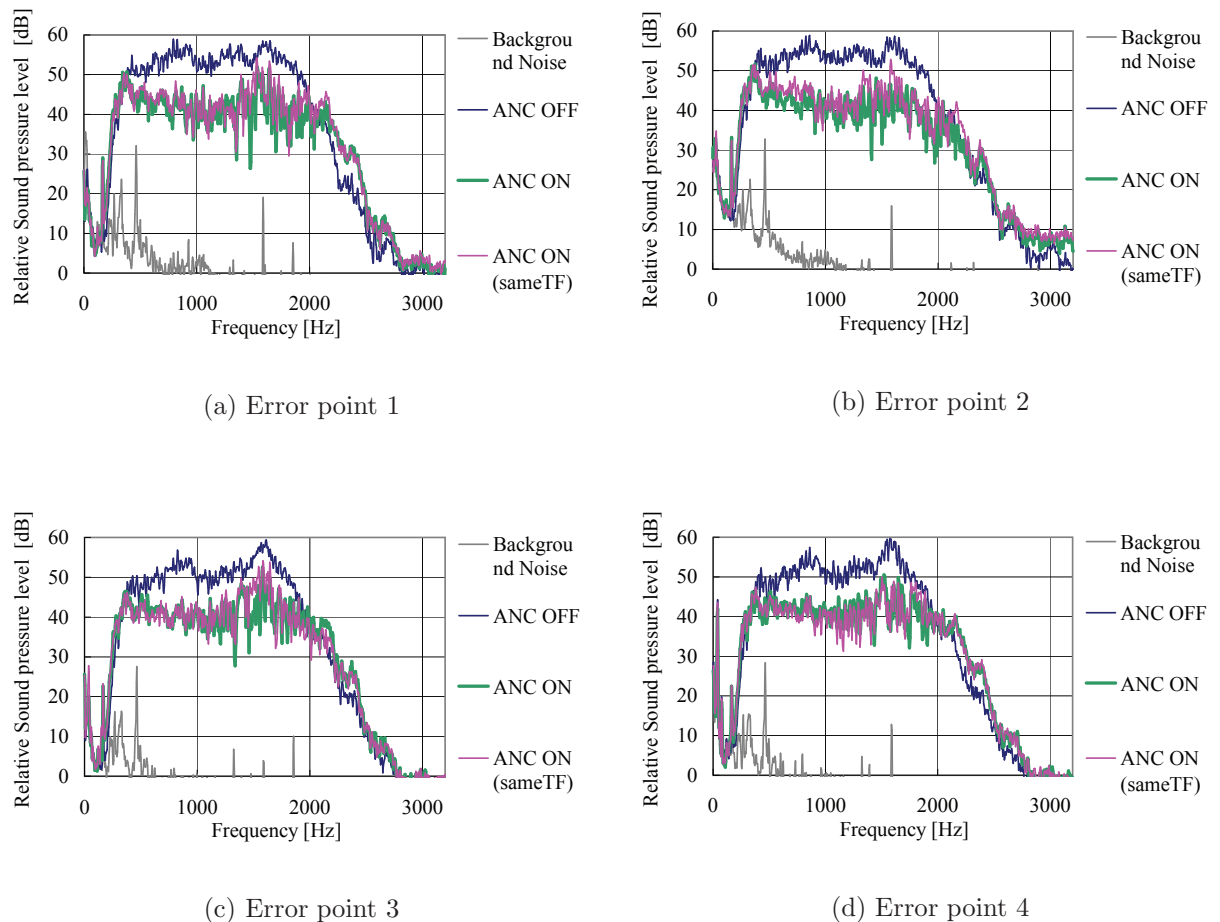 Relative Sound pressure level [dB]
60
50
40
30
20
10
0
0
1000
2000
3000
Frequency [Hz]
Backgrou
nd Noise
ANC OFF
ANC ON
ANC ON
(sameTF)
(a) Error point 1
Relative Sound pressure level [dB]
60
50
40
30
20
10
0
0
1000
2000
3000
Frequency [Hz]
Backgrou
nd Noise
ANC OFF
ANC ON
ANC ON
(sameTF)
(b) Error point 2
Relative Sound pressure level [dB]
60
50
40
30
20
10
0
0
1000
2000
3000
Frequency [Hz]
Backgrou
nd Noise
ANC OFF
ANC ON
ANC ON
(sameTF)
(c) Error point 3
Relative Sound pressure level [dB]
60
50
40
30
20
10
0
0
1000
2000
3000
Frequency [Hz]
Backgrou
nd Noise
ANC OFF
ANC ON
ANC ON
(sameTF)
(d) Error point 4